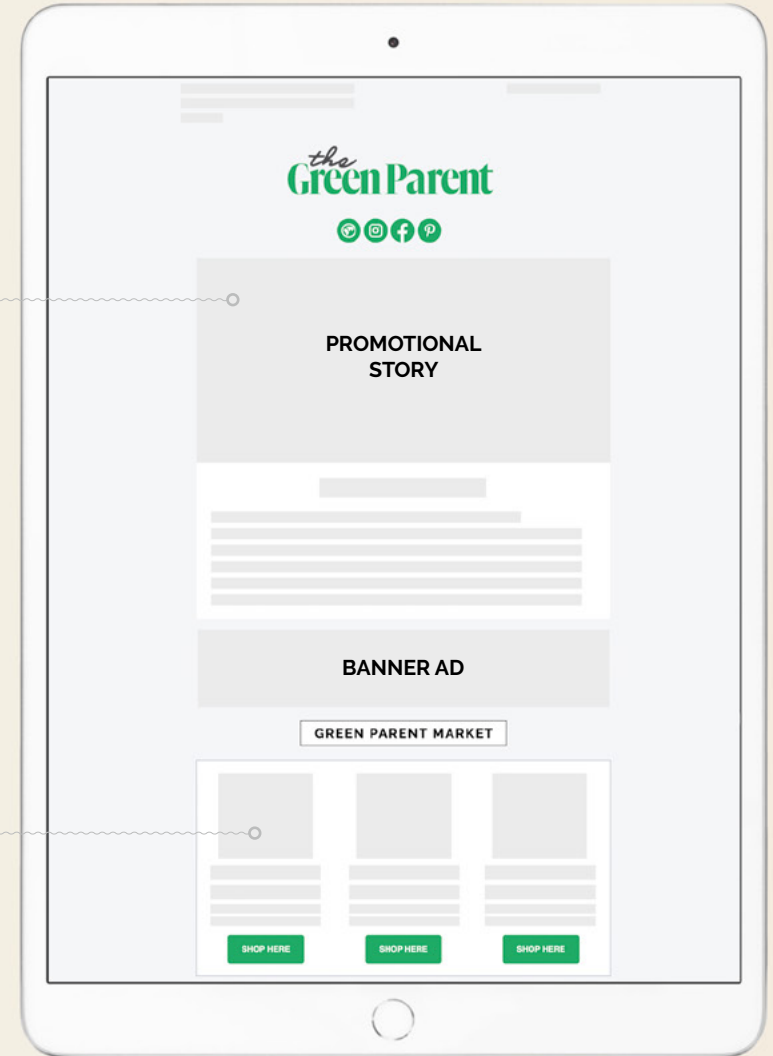 the
Green Parent
PROMOTIONAL
STORY
BANNER AD
GREEN PARENT MARKET
SHOP HERE
SHOP HERE
SHOP HERE